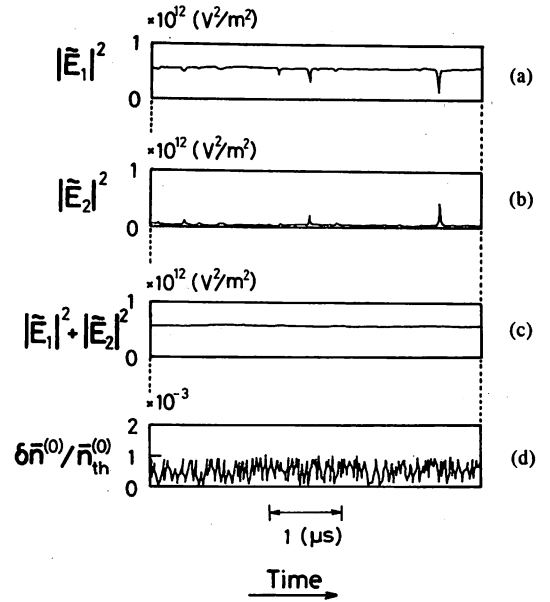 ×10¹² (V²/m²)
1
|Ẽ₁|²
0
(a)
×10¹² (V²/m²)
1
|Ẽ₂|²
0
(b)
×10¹² (V²/m²)
1
|Ẽ₁|² + |Ẽ₂|²
0
(c)
×10⁻³
2
1
δn̄⁽⁰⁾/n̄th⁽⁰⁾
0
(d)
1 (μs)
Time